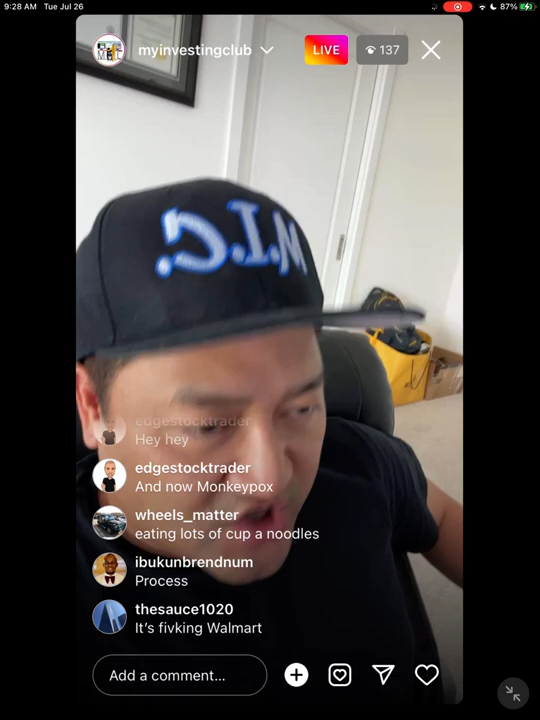 9:28 AM Tue Jul 26
87%
myinvestingclub
LIVE
137
M.I.C.
edgestocktrader
Hey hey
edgestocktrader
And now Monkeypox
wheels_matter
eating lots of cup a noodles
ibukunbrendnum
Process
thesauce1020
It's fivking Walmart
Add a comment...